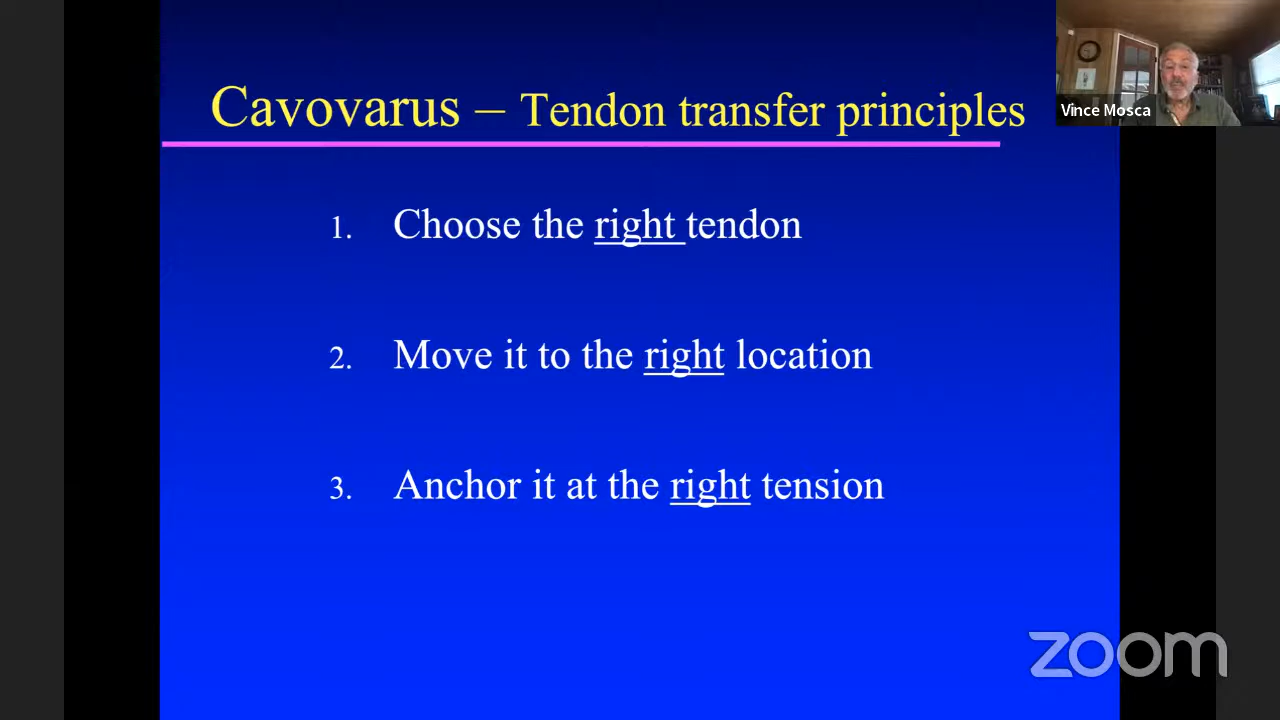 Cavovarus – Tendon transfer principles
Vince Mosca
1. Choose the right tendon
2. Move it to the right location
3. Anchor it at the right tension
zoom